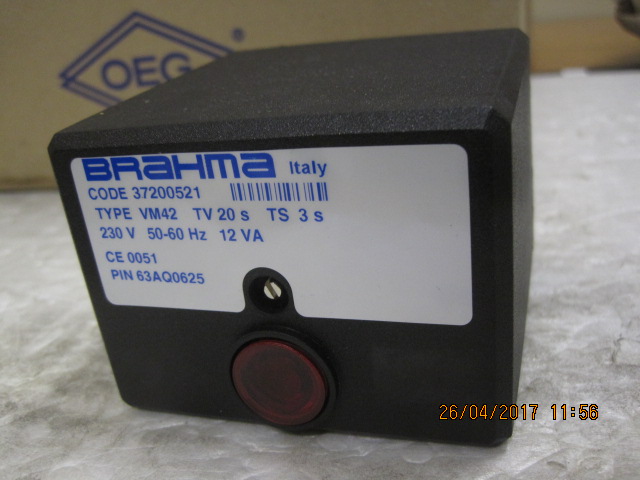 OEG
BRAHMA Italy
CODE 37200521
TYPE VM42 TV 20 s TS 3 s
230 V 50-60 Hz 12 VA
CE 0051
PIN 63AQ0625
26/04/2017 11:56